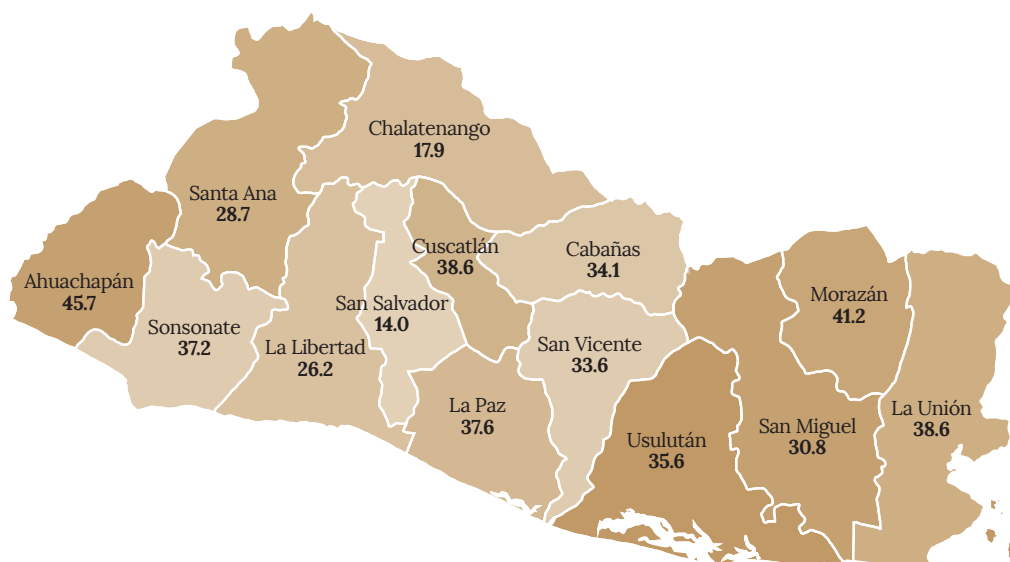 Chalatenango
17.9
Santa Ana
28.7
Ahuachapán
45.7
Sonsonate
37.2
La Libertad
26.2
San Salvador
14.0
Cuscatlán
38.6
Cabañas
34.1
San Vicente
33.6
La Paz
37.6
Usulután
35.6
San Miguel
30.8
Morazán
41.2
La Unión
38.6